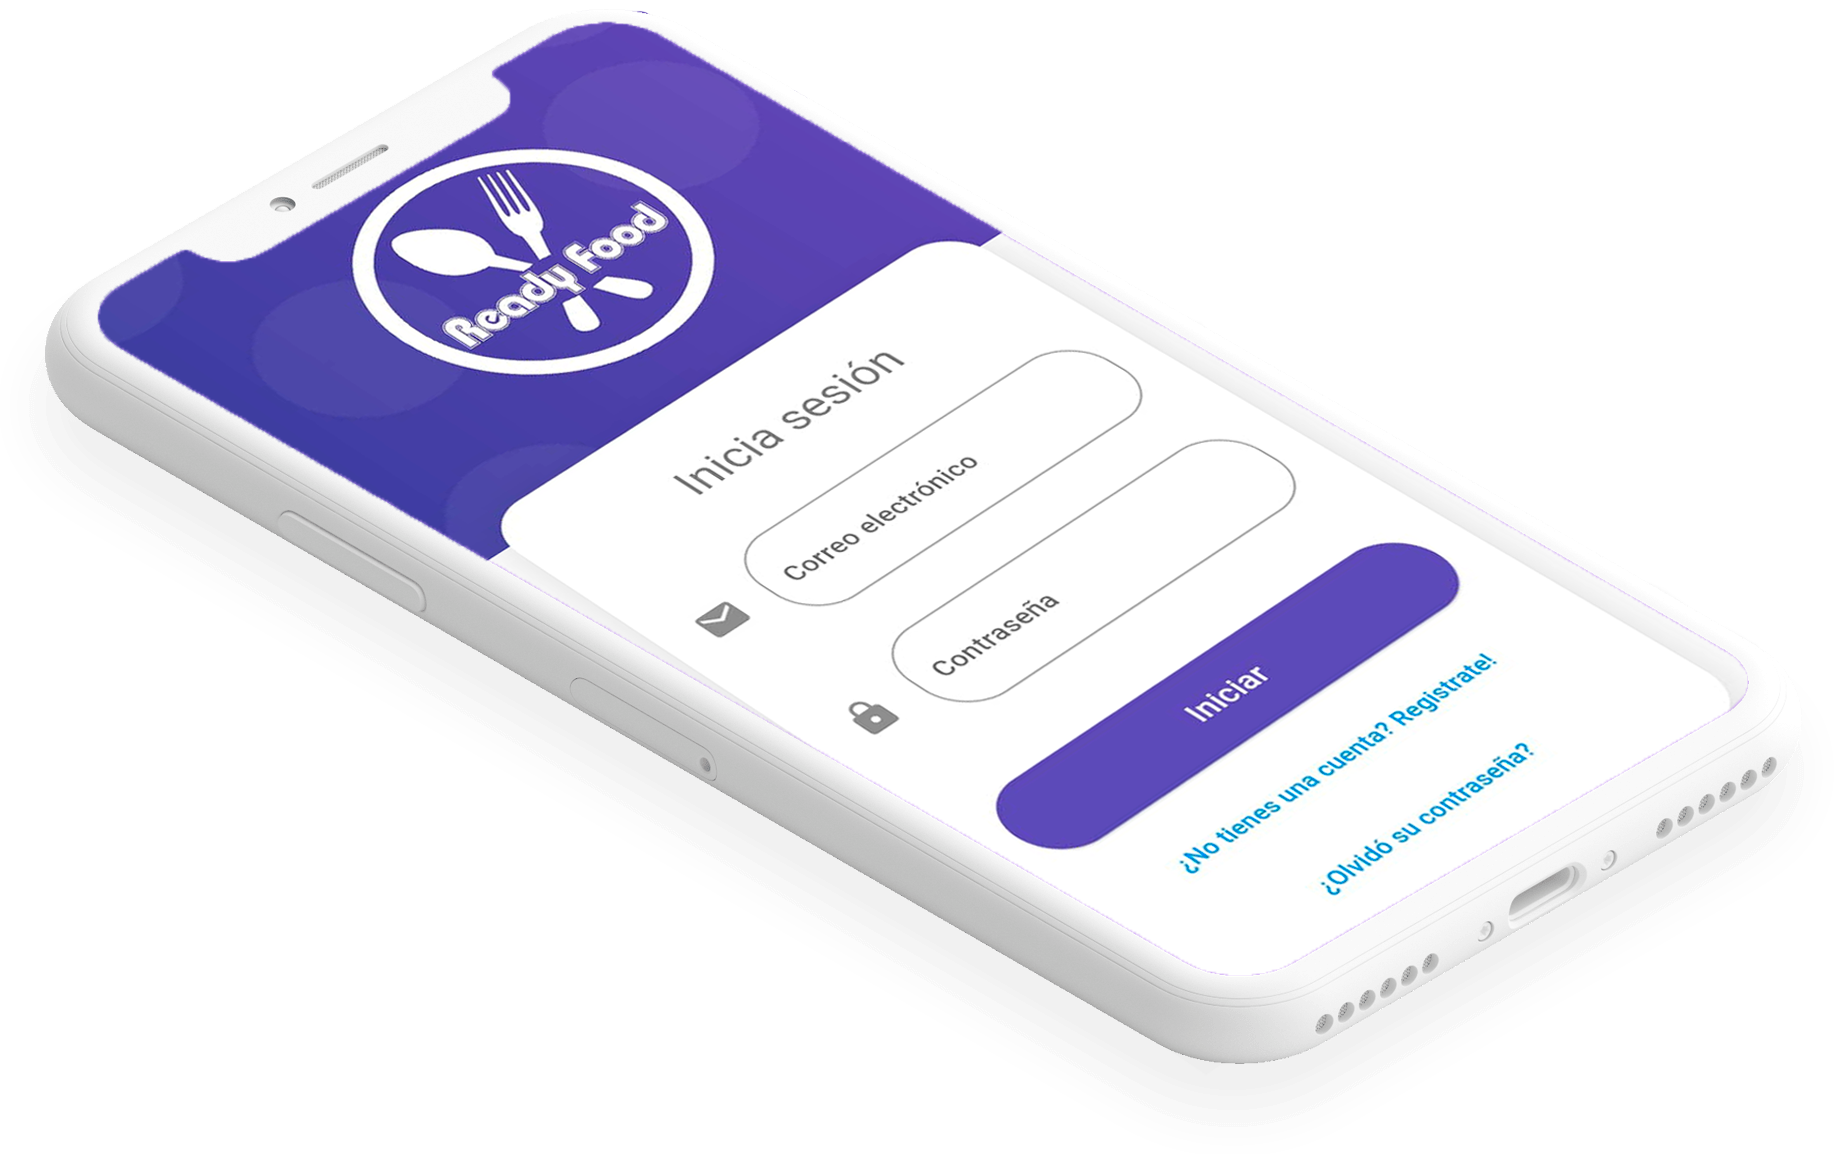 Ready Food
Inicia sesión
Correo electrónico
Contraseña
Iniciar
¿No tienes una cuenta? Registrate!
¿Olvidó su contraseña?